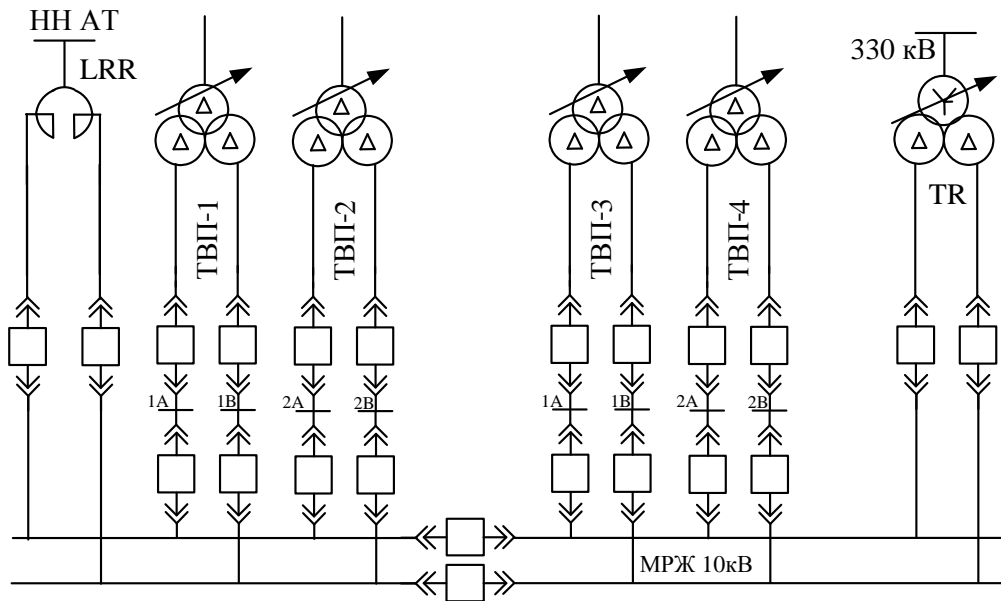 НН АТ
LRR
330 кВ
TR
ТВП-1
ТВП-2
ТВП-3
ТВП-4
1А
1В
2А
2В
1А
1В
2А
2В
МРЖ 10кВ